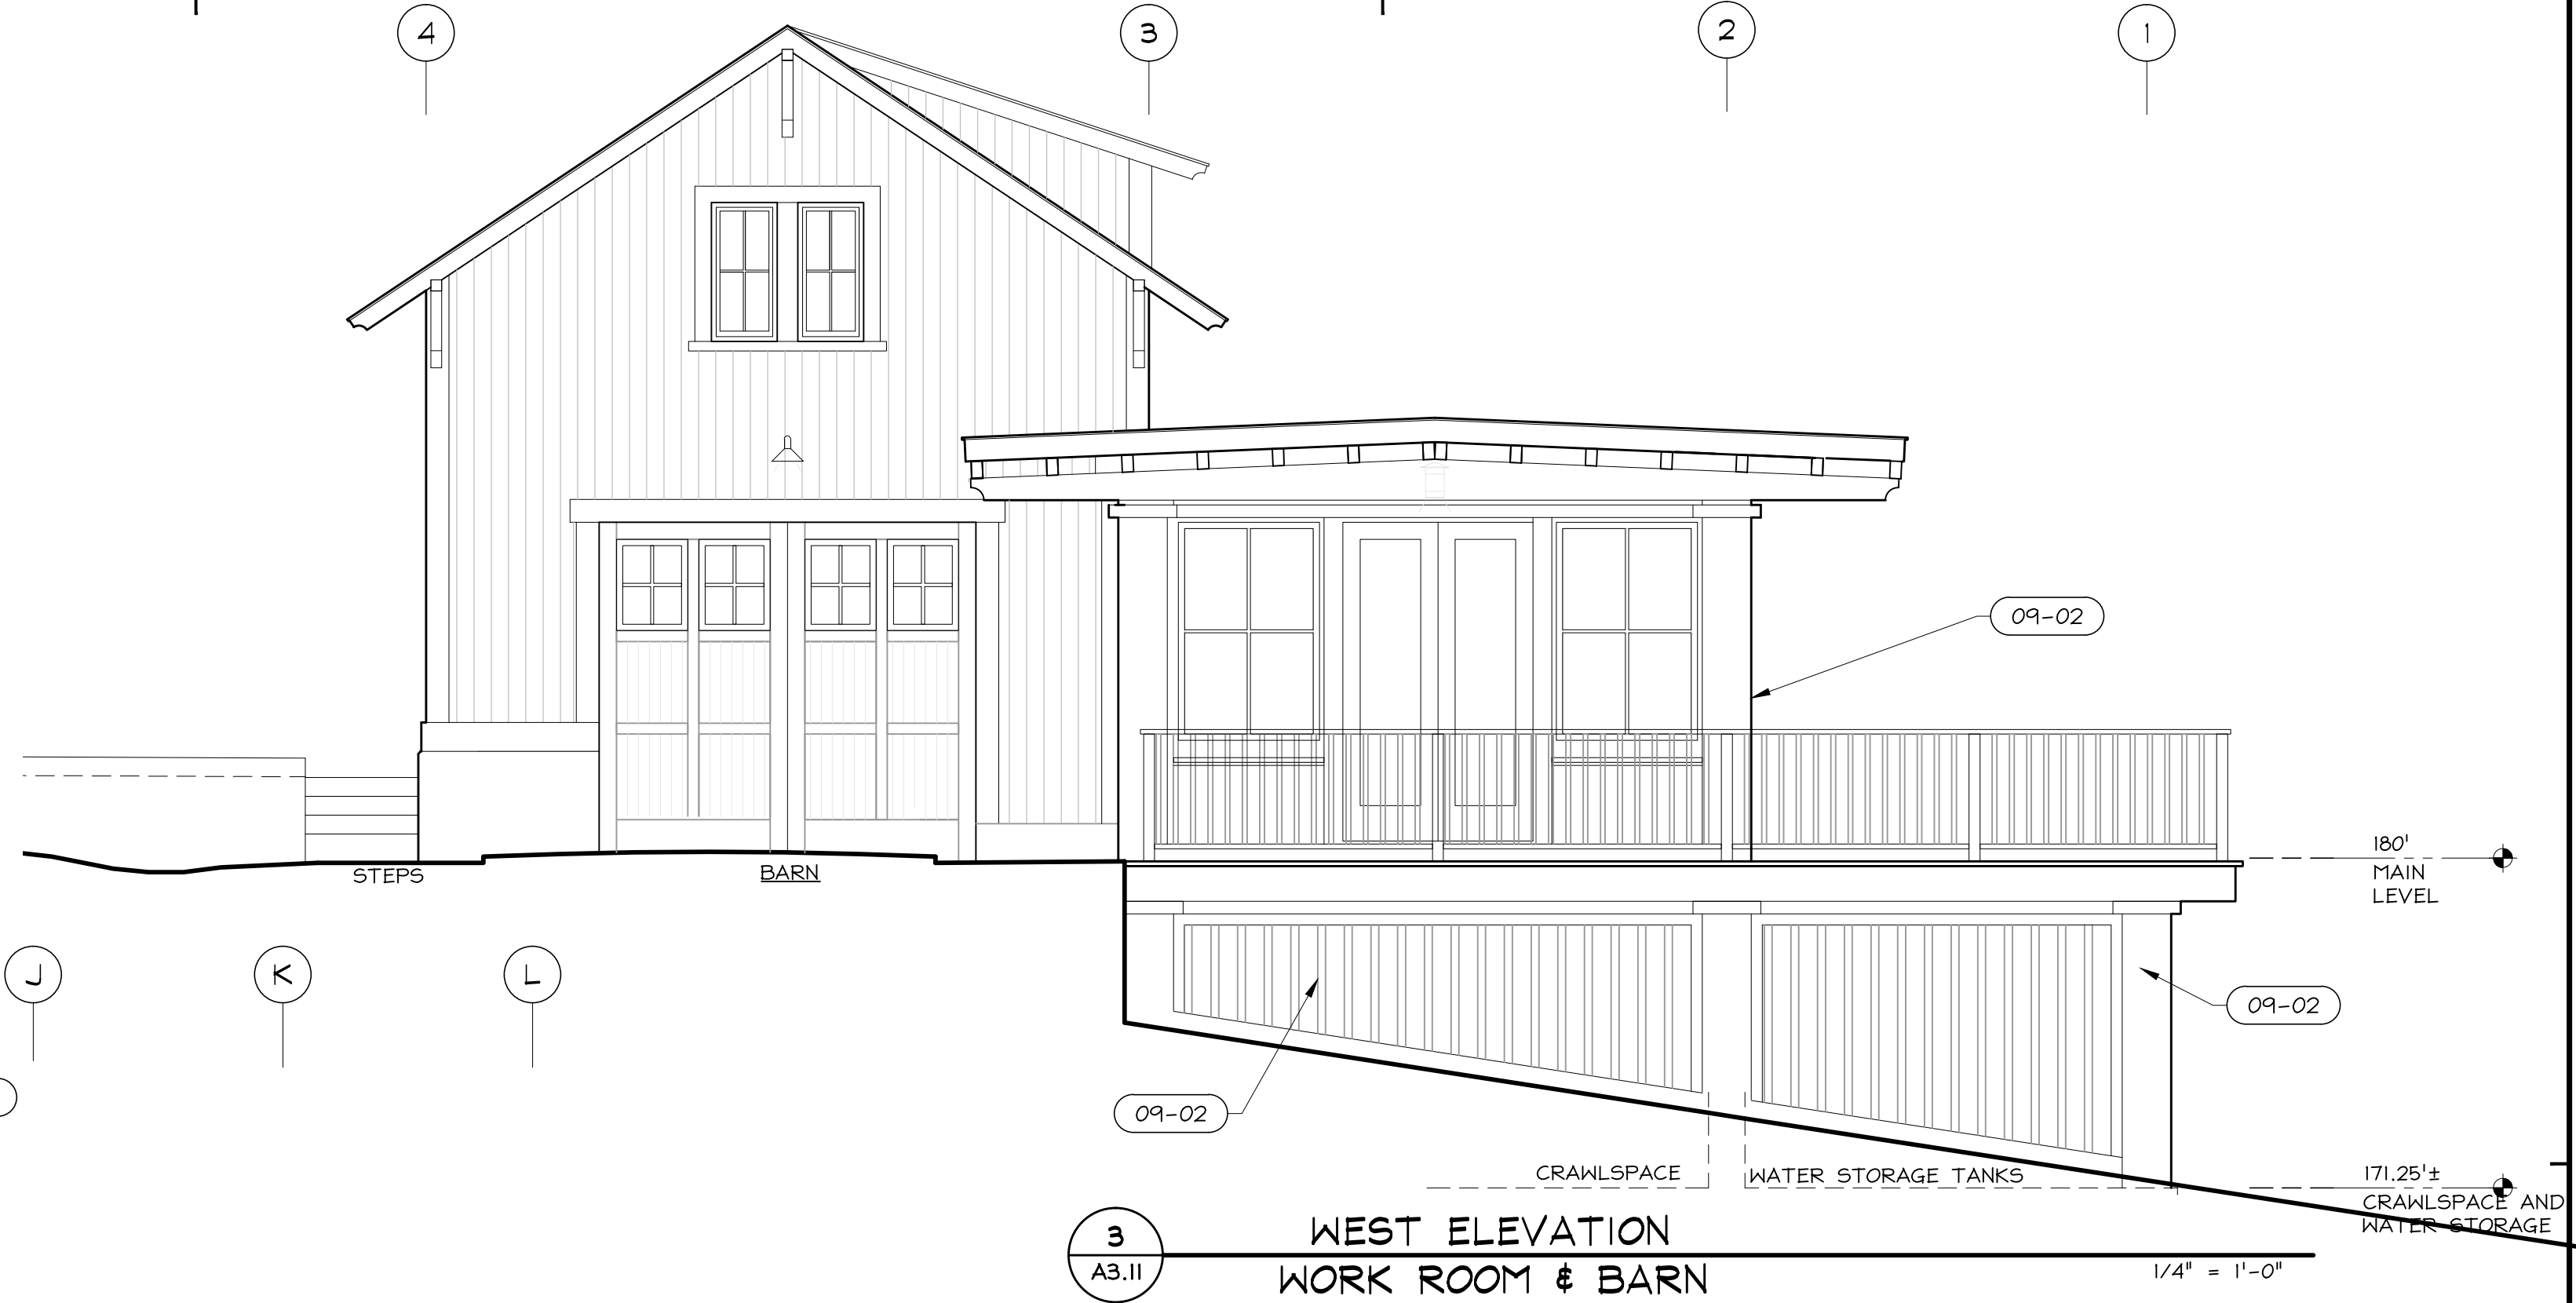 4
3
2
1
09-02
180'
MAIN
LEVEL
STEPS
BARN
J
K
L
09-02
09-02
CRAWLSPACE
WATER STORAGE TANKS
171.25'±
CRAWLSPACE AND
WATER STORAGE
3
A3.11
WEST ELEVATION
WORK ROOM & BARN
1/4" = 1'-0"